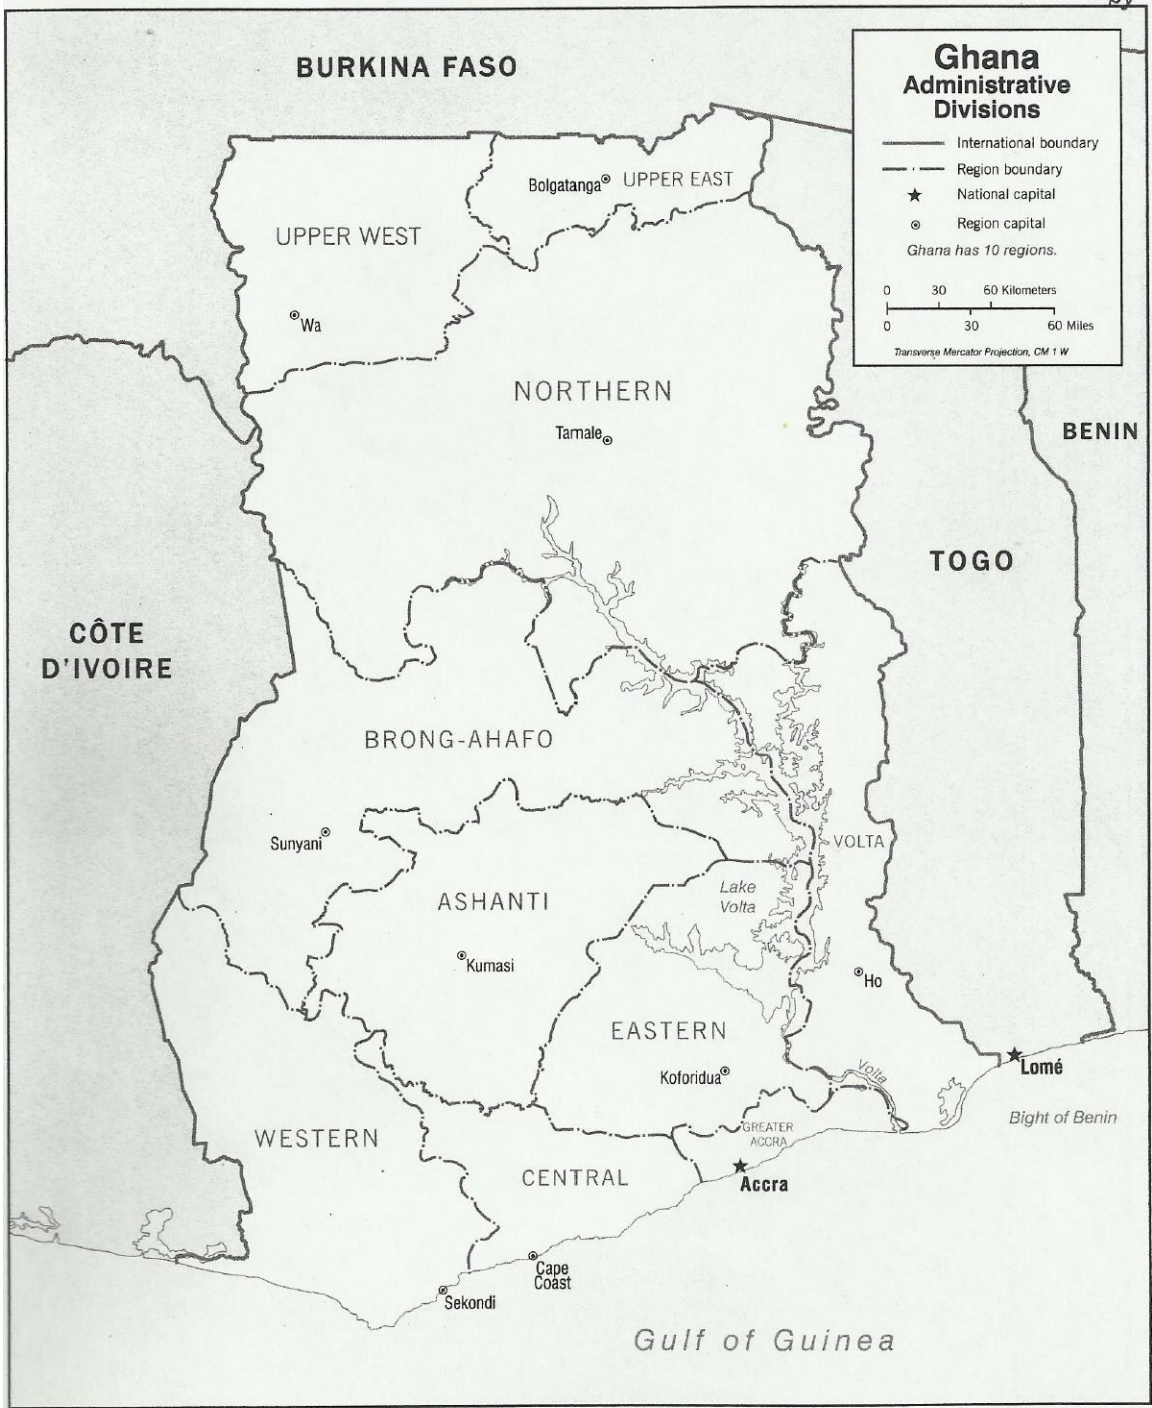 by
BURKINA FASO
Ghana
Administrative
Divisions
International boundary
Region boundary
National capital
Region capital
Ghana has 10 regions.
0 30 60 Kilometers
0 30 60 Miles
Transverse Mercator Projection, CM 1 W
Bolgatanga
UPPER EAST
UPPER WEST
Wa
NORTHERN
Tamale
BENIN
TOGO
CÔTE
D'IVOIRE
BRONG-AHAFO
Sunyani
VOLTA
ASHANTI
Lake
Volta
Kumasi
Ho
EASTERN
Koforidua
Volta
Lomé
Bight of Benin
GREATER
ACCRA
WESTERN
CENTRAL
Accra
Cape
Coast
Sekondi
Gulf of Guinea